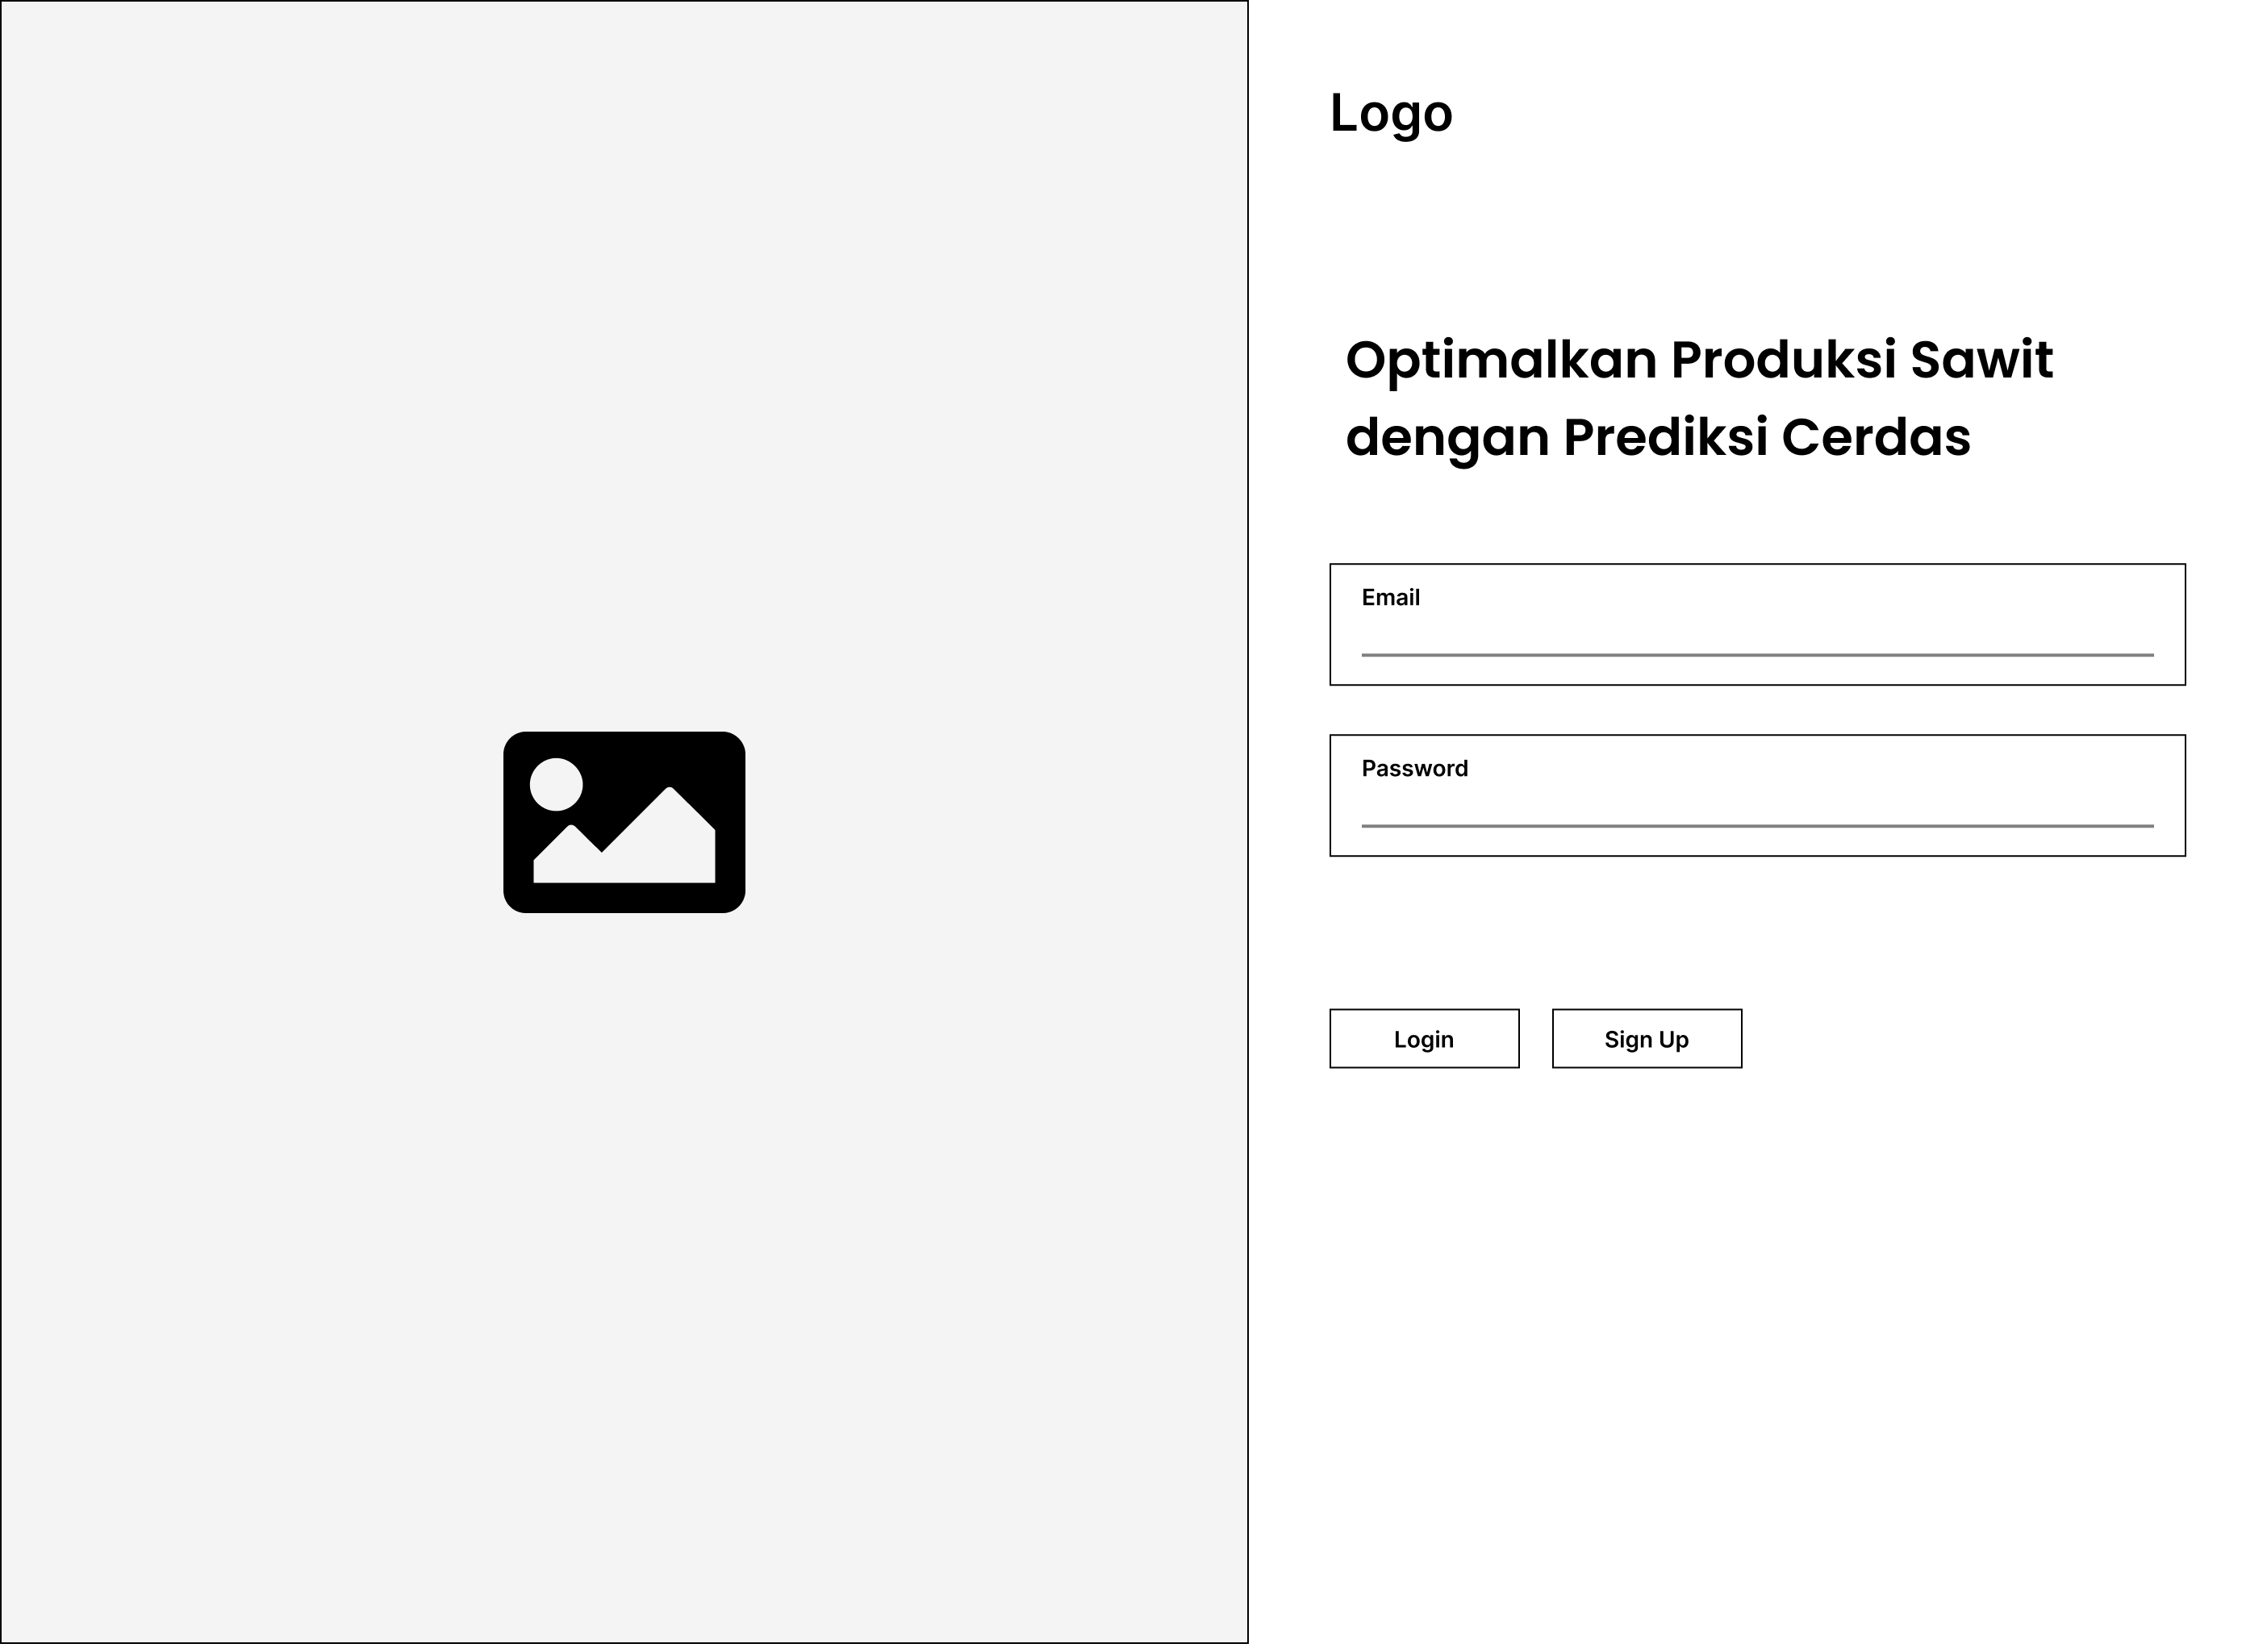 Logo
Optimalkan Produksi Sawit
dengan Prediksi Cerdas
Email
Password
Login
Sign Up